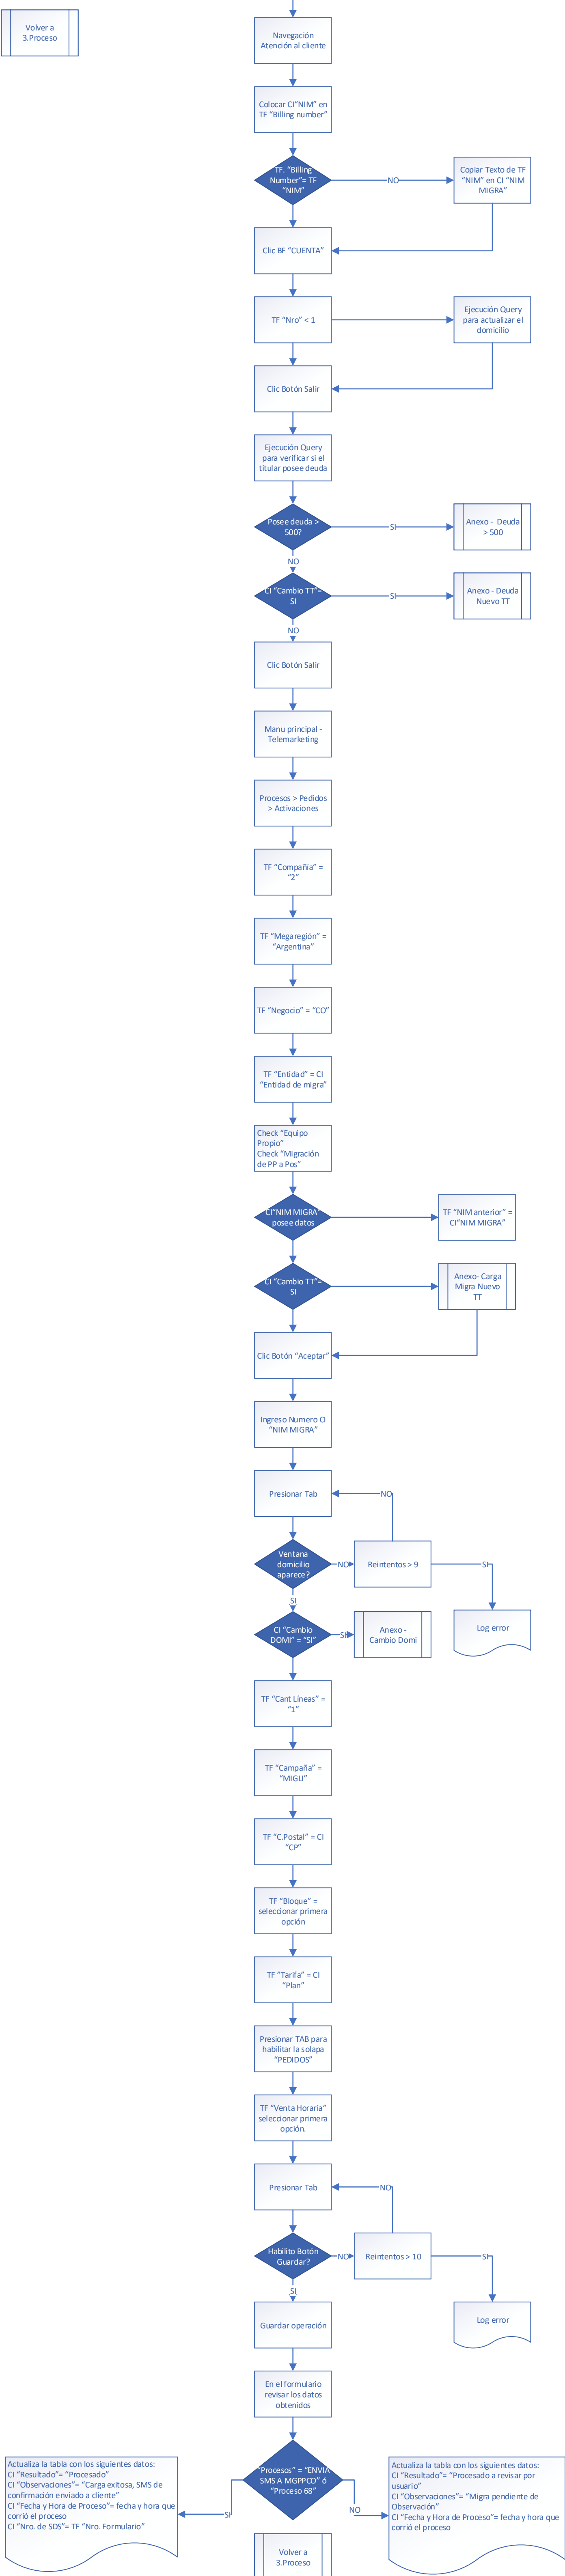 Volver a
3.Proceso
Navegación
Atención al cliente
Colocar CI"NIM" en
TF "Billing number"
TF. "Billing
Number"= TF
"NIM"
NO
Copiar Texto de TF
"NIM" en CI "NIM
MIGRA"
Clic BF "CUENTA"
TF "Nro" < 1
Ejecución Query
para actualizar el
domicilio
Clic Botón Salir
Ejecución Query
para verificar si el
titular posee deuda
Posee deuda >
500?
SI
Anexo - Deuda
> 500
NO
CI "Cambio TT"=
SI
SI
Anexo - Deuda
Nuevo TT
NO
Clic Botón Salir
Manu principal -
Telemarketing
Procesos > Pedidos
> Activaciones
TF "Compañía" =
"2"
TF "Megaregión" =
"Argentina"
TF "Negocio" = "CO"
TF "Entidad" = CI
"Entidad de migra"
Check "Equipo
Propio"
Check "Migración
de PP a Pos"
CI"NIM MIGRA"
posee datos
TF "NIM anterior" =
CI"NIM MIGRA"
CI "Cambio TT"=
SI
Anexo- Carga
Migra Nuevo
TT
Clic Botón "Aceptar"
Ingreso Numero CI
"NIM MIGRA"
Presionar Tab
NO
Ventana
domicilio
aparece?
NO
Reintentos > 9
SI
SI
Log error
CI "Cambio
DOMI" = "SI"
SI
Anexo -
Cambio Domi
TF "Cant Líneas" =
"1"
TF "Campaña" =
"MIGLI"
TF "C.Postal" = CI
"CP"
TF "Bloque" =
seleccionar primera
opción
TF "Tarifa" = CI
"Plan"
Presionar TAB para
habilitar la solapa
"PEDIDOS"
TF "Venta Horaria"
seleccionar primera
opción.
Presionar Tab
NO
Habilito Botón
Guardar?
NO
Reintentos > 10
SI
SI
Log error
Guardar operación
En el formulario
revisar los datos
obtenidos
"Procesos" = "ENVIA
SMS A MGPPCO" ó
"Proceso 68"
SI
NO
Actualiza la tabla con los siguientes datos:
CI "Resultado"= "Procesado"
CI "Observaciones"= "Carga exitosa, SMS de
confirmación enviado a cliente"
CI "Fecha y Hora de Proceso"= fecha y hora que
corrió el proceso
CI "Nro. de SDS"= TF "Nro. Formulario"
Actualiza la tabla con los siguientes datos:
CI "Resultado"= "Procesado a revisar por
usuario"
CI "Observaciones"= "Migra pendiente de
Observación"
CI "Fecha y Hora de Proceso"= fecha y hora que
corrió el proceso
Volver a
3.Proceso